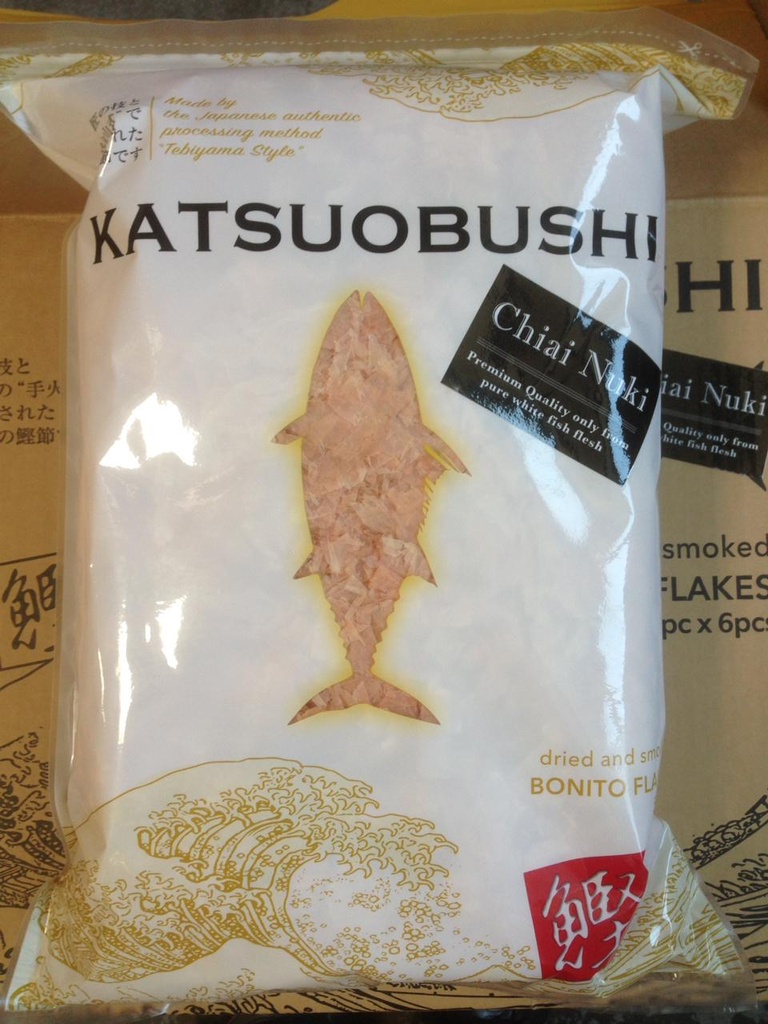 Made by
the Japanese authentic
processing method
"Tebiyama Style"
KATSUOBUSHI
Chiai Nuki
Premium Quality only from
pure white fish flesh
dried and smo
BONITO FLA
鰹
技と
の"手火
された
の鰹節
HI
iai Nuki
Quality only from
hite fish flesh
smoked
FLAKES
pc x 6pcs